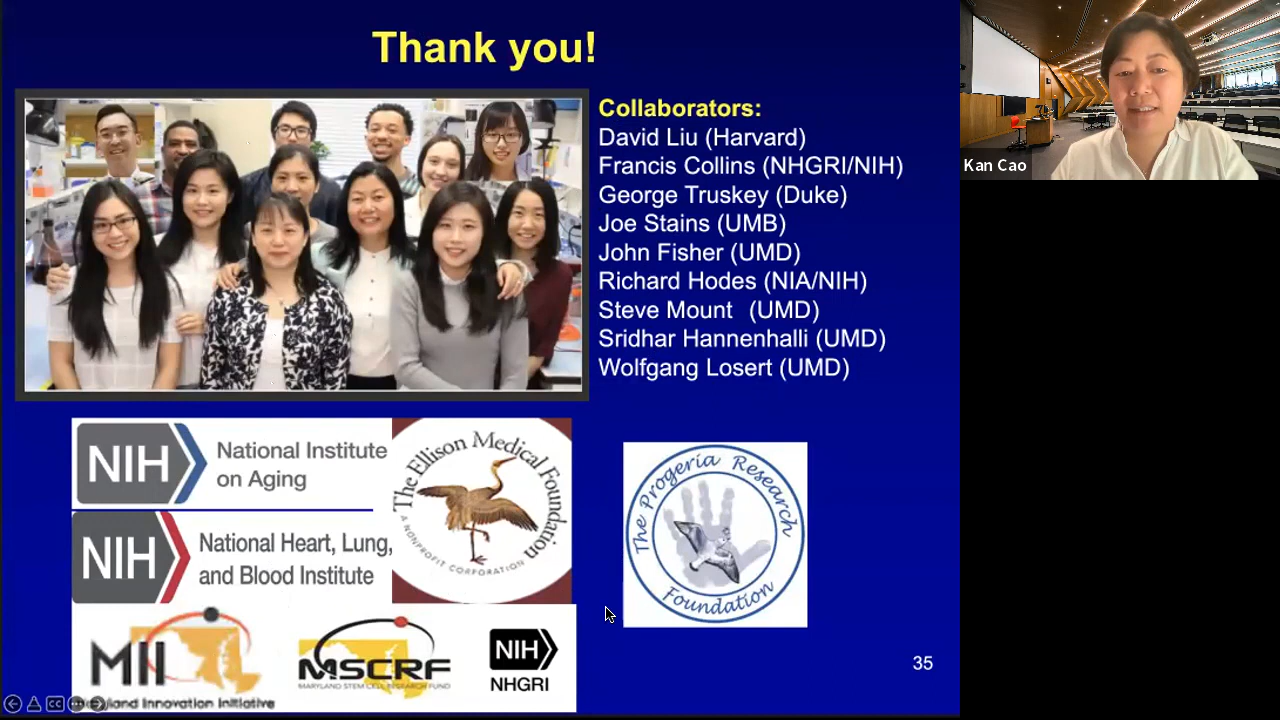 Thank you!
Collaborators:
David Liu (Harvard)
Francis Collins (NHGRI/NIH)
George Truskey (Duke)
Joe Stains (UMB)
John Fisher (UMD)
Richard Hodes (NIA/NIH)
Steve Mount (UMD)
Sridhar Hannenhalli (UMD)
Wolfgang Losert (UMD)
Kan Cao
NIH
National Institute
on Aging
NIH
National Heart, Lung,
and Blood Institute
The Ellison Medical Foundation
A NONPROFIT CORPORATION
The Progeria Research
Foundation
MII
Innovation Initiative
MSCRF
MARYLAND STEM CELL RESEARCH FUND
NIH
NHGRI
35